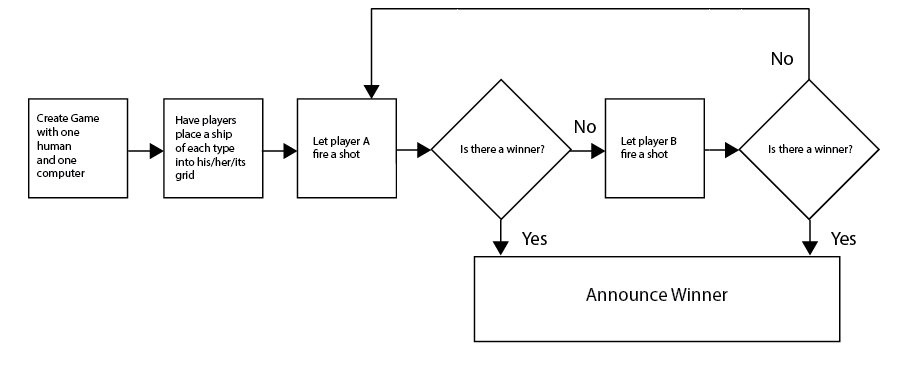 Create Game
with one
human
and one
computer
Have players
place a ship
of each type
into his/her/its
grid
Let player A
fire a shot
Is there a winner?
No
Let player B
fire a shot
Is there a winner?
No
Yes
Yes
Announce Winner